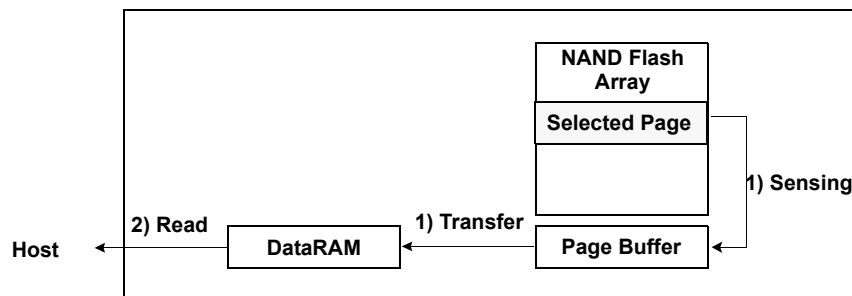 NAND Flash
Array
Selected Page
1) Sensing
2) Read
1) Transfer
Host
DataRAM
Page Buffer